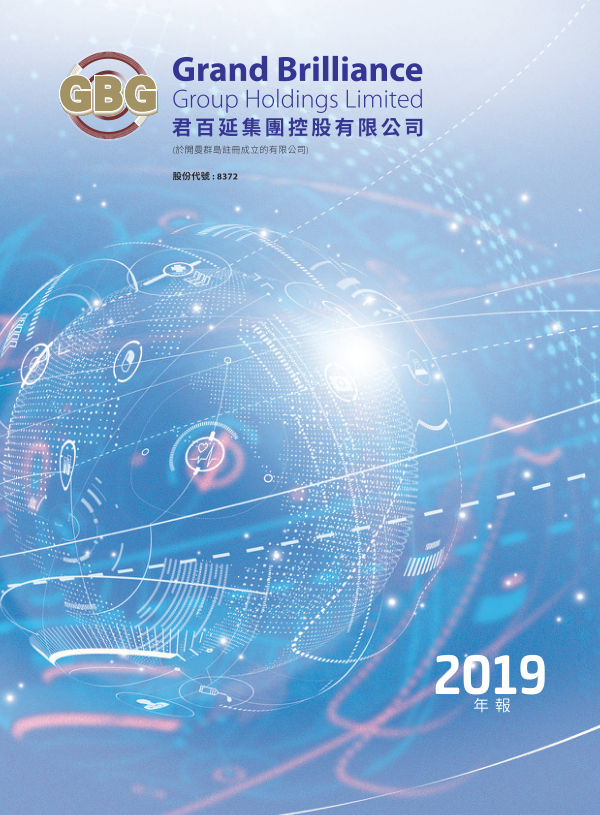 GBG
Grand Brilliance
Group Holdings Limited
君百延集團控股有限公司
(於開曼群島註冊成立的有限公司)
股份代號 : 8372
2019
年報